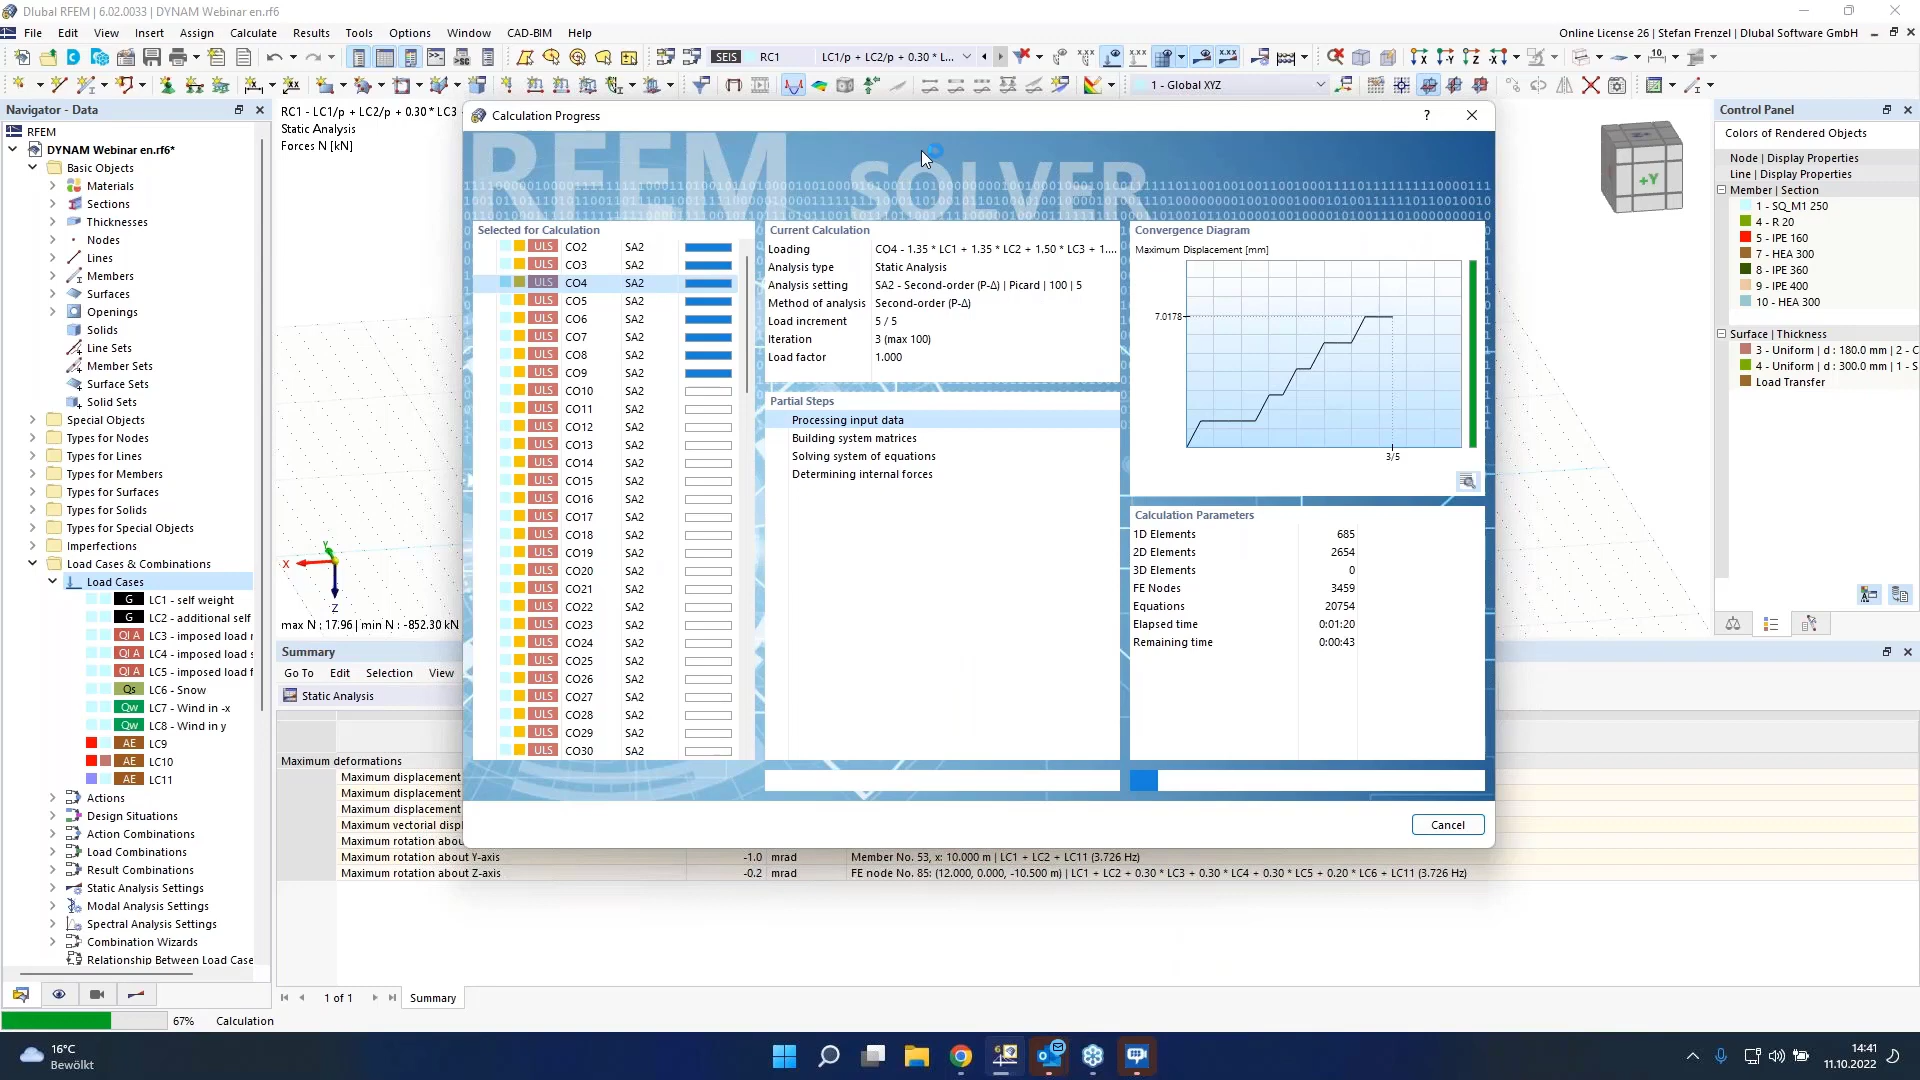 Dlubal RFEM | 6.02.0033 | DYNAM Webinar en.rf6
File Edit View Insert Assign Calculate Results Tools Options Window CAD-BIM Help
Online License 26 | Stefan Frenzel | Dlubal Software GmbH
SEIS RC1 LC1/p + LC2/p + 0.30 * L...
1 - Global XYZ
Navigator - Data
RFEM
DYNAM Webinar en.rf6*
Basic Objects
Materials
Sections
Thicknesses
Nodes
Lines
Members
Surfaces
Openings
Solids
Line Sets
Member Sets
Surface Sets
Solid Sets
Special Objects
Types for Nodes
Types for Lines
Types for Members
Types for Surfaces
Types for Solids
Types for Special Objects
Imperfections
Load Cases & Combinations
Load Cases
G LC1 - self weight
G LC2 - additional self
QI A LC3 - imposed load r
QI A LC4 - imposed load s
QI A LC5 - imposed load f
Qs LC6 - Snow
Qw LC7 - Wind in -x
Qw LC8 - Wind in y
AE LC9
AE LC10
AE LC11
Actions
Design Situations
Action Combinations
Load Combinations
Result Combinations
Static Analysis Settings
Modal Analysis Settings
Spectral Analysis Settings
Combination Wizards
Relationship Between Load Case
67% Calculation
RC1 - LC1/p + LC2/p + 0.30 * LC3
Static Analysis
Forces N [kN]
X Y Z
max N : 17.96 | min N : -852.30 kN
Calculation Progress
RFEM SOLVER
Selected for Calculation
ULS CO2 SA2
ULS CO3 SA2
ULS CO4 SA2
ULS CO5 SA2
ULS CO6 SA2
ULS CO7 SA2
ULS CO8 SA2
ULS CO9 SA2
ULS CO10 SA2
ULS CO11 SA2
ULS CO12 SA2
ULS CO13 SA2
ULS CO14 SA2
ULS CO15 SA2
ULS CO16 SA2
ULS CO17 SA2
ULS CO18 SA2
ULS CO19 SA2
ULS CO20 SA2
ULS CO21 SA2
ULS CO22 SA2
ULS CO23 SA2
ULS CO24 SA2
ULS CO25 SA2
ULS CO26 SA2
ULS CO27 SA2
ULS CO28 SA2
ULS CO29 SA2
ULS CO30 SA2
Current Calculation
Loading CO4 - 1.35 * LC1 + 1.35 * LC2 + 1.50 * LC3 + 1....
Analysis type Static Analysis
Analysis setting SA2 - Second-order (P-Δ) | Picard | 100 | 5
Method of analysis Second-order (P-Δ)
Load increment 5 / 5
Iteration 3 (max 100)
Load factor 1.000
Partial Steps
Processing input data
Building system matrices
Solving system of equations
Determining internal forces
Convergence Diagram
Maximum Displacement [mm]
7.0178
3/5
Calculation Parameters
1D Elements 685
2D Elements 2654
3D Elements 0
FE Nodes 3459
Equations 20754
Elapsed time 0:01:20
Remaining time 0:00:43
Cancel
Summary
Go To Edit Selection View
Static Analysis
Maximum deformations
Maximum displacement
Maximum displacement
Maximum displacement
Maximum vectorial displ
Maximum rotation abou
Maximum rotation about Y-axis -1.0 mrad Member No. 53, x: 10.000 m | LC1 + LC2 + LC11 (3.726 Hz)
Maximum rotation about Z-axis -0.2 mrad FE node No. 85: (12.000, 0.000, -10.500 m) | LC1 + LC2 + 0.30 * LC3 + 0.30 * LC4 + 0.30 * LC5 + 0.20 * LC6 + LC11 (3.726 Hz)
1 of 1 Summary
+Y
Control Panel
Colors of Rendered Objects
Node | Display Properties
Line | Display Properties
Member | Section
1 - SQ_M1 250
4 - R 20
5 - IPE 160
7 - HEA 300
8 - IPE 360
9 - IPE 400
10 - HEA 300
Surface | Thickness
3 - Uniform | d : 180.0 mm | 2 - C
4 - Uniform | d : 300.0 mm | 1 - S
Load Transfer
16°C
Bewölkt
14:41
11.10.2022